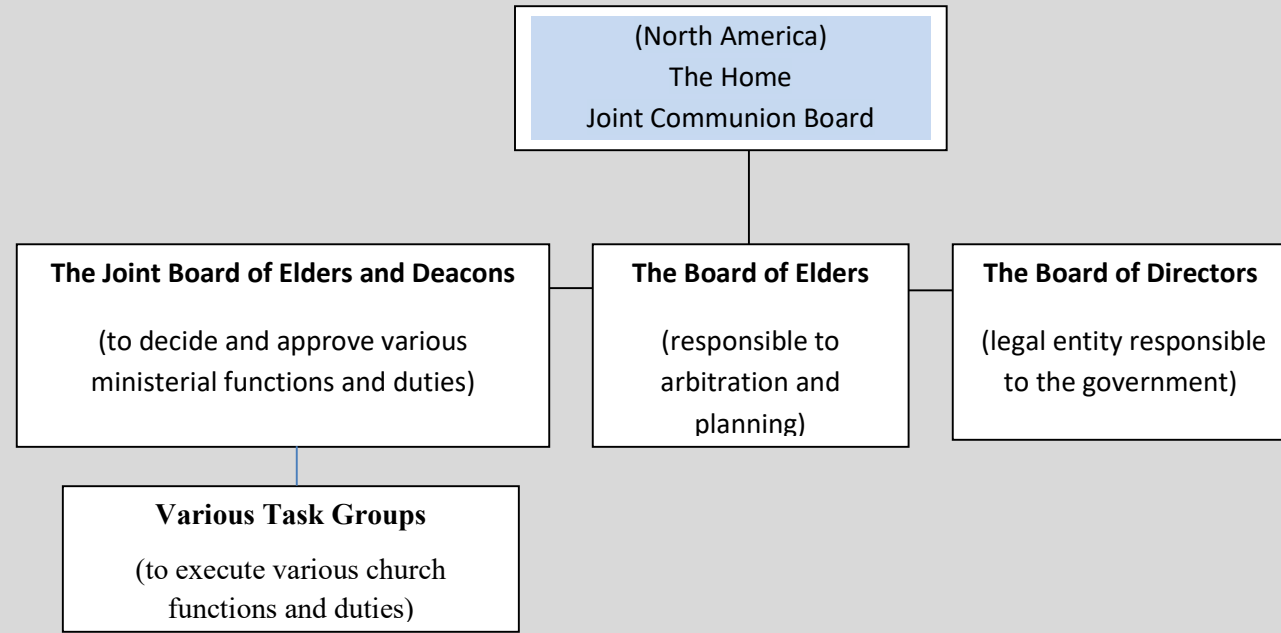 (North America)
The Home
Joint Communion Board
The Joint Board of Elders and Deacons
(to decide and approve various
ministerial functions and duties)
The Board of Elders
(responsible to
arbitration and
planning)
The Board of Directors
(legal entity responsible
to the government)
Various Task Groups
(to execute various church
functions and duties)